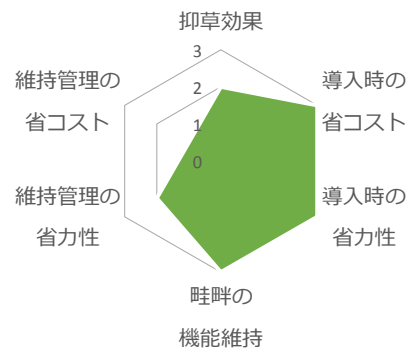 抑草効果
3
2
1
0
導入時の
省コスト
導入時の
省力性
畦畔の
機能維持
維持管理の
省力性
維持管理の
省コスト